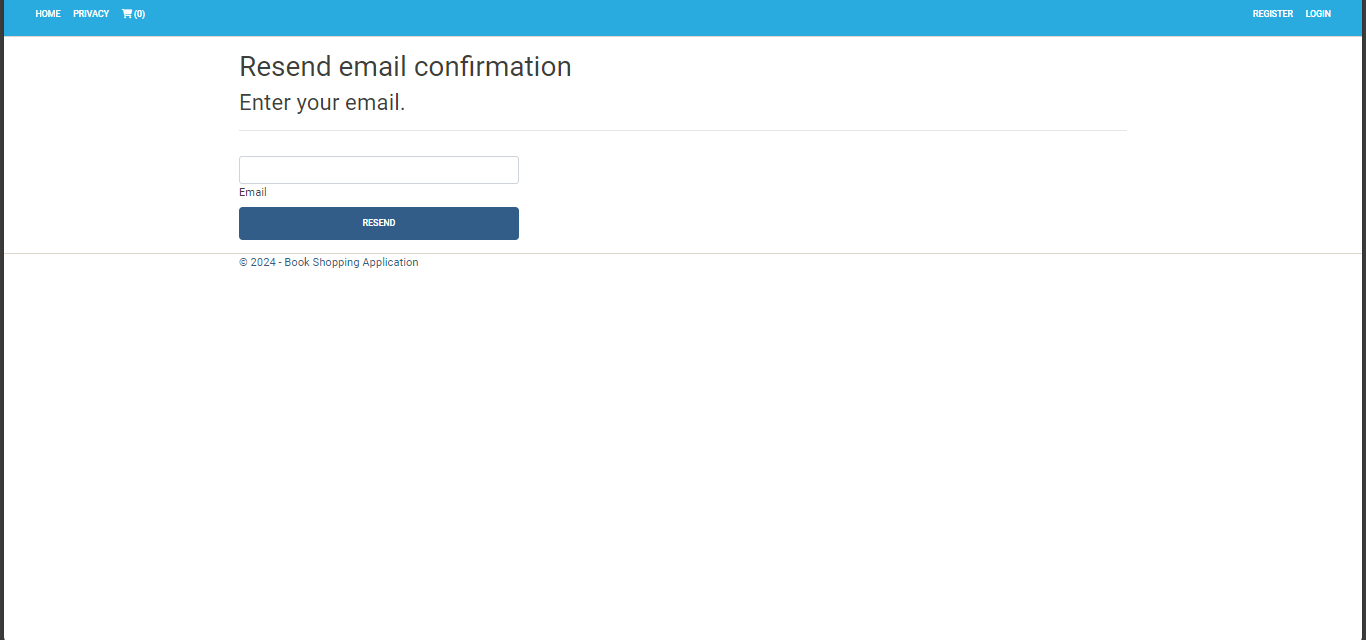 HOME PRIVACY (0) REGISTER LOGIN
Resend email confirmation
Enter your email.
Email
RESEND
© 2024 - Book Shopping Application